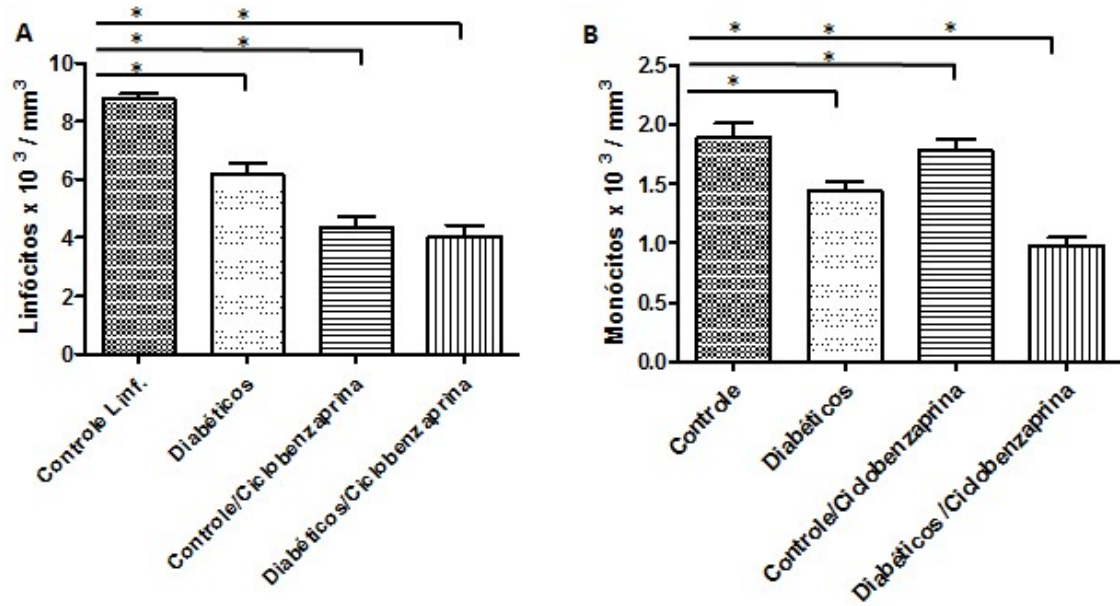 A
* *
* *
*
Linfócitos x 10 3 / mm3
10
8
6
4
2
0
Controle Linf.
Diabéticos
Controle/Ciclobenzaprina
Diabéticos/Ciclobenzaprina
B
* * *
*
*
Monócitos x 10 3 / mm3
2.5
2.0
1.5
1.0
0.5
0.0
Controle
Diabéticos
Controle/Ciclobenzaprina
Diabéticos /Ciclobenzaprina